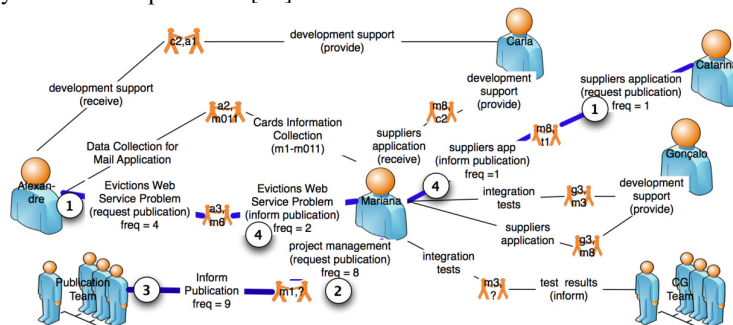 c2,a1
development support
(provide)
Carla
Catarina
development support
(receive)
development
support
(provide)
suppliers application
(request publication)
freq = 1
1
a2,
m011
m8,
c2
m8,
t1
Cards Information
Collection
(m1-m011)
suppliers
application
(receive)
suppliers app
(inform publication)
freq =1
Data Collection for
Mail Application
Gonçalo
Alexan-
dre
1
Evictions Web
Service Problem
(request publication)
freq = 4
a3,
m6
Evictions Web
Service Problem
(inform publication)
freq = 2
4
Mariana
4
integration
tests
g3,
m3
development
support
(provide)
suppliers
application
g3,
m8
project management
(request publication)
freq = 8
2
integration
tests
Publication
Team
3
Inform
Publication
freq = 9
m1,?
m3,
?
test results
(inform)
CG
Team